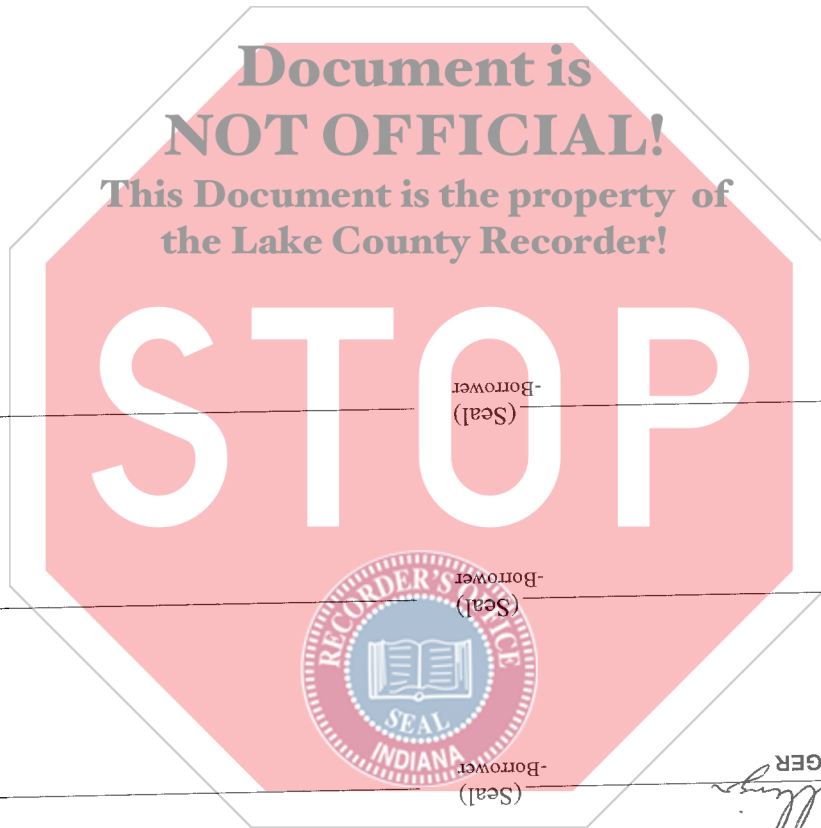 Document is
NOT OFFICIAL!
This Document is the property of
the Lake County Recorder!
STOP
-Borrower
(Seal)
-Borrower
(Seal)
RECORDER'S OFFICE
SEAL
INDIANA
-Borrower
(Seal)
GER